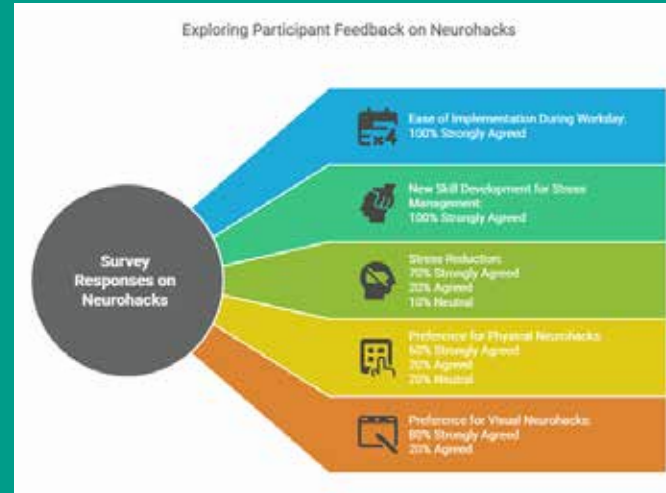 Exploring Participant Feedback on Neurohacks
Survey
Responses on
Neurohacks
Ex4
Ease of Implementation During Workday:
100% Strongly Agreed
New Skill Development for Stress
Management:
100% Strongly Agreed
Stress Reduction:
70% Strongly Agreed
20% Agreed
10% Neutral
Preference for Physical Neurohacks:
60% Strongly Agreed
20% Agreed
20% Neutral
Preference for Visual Neurohacks:
80% Strongly Agreed
20% Agreed